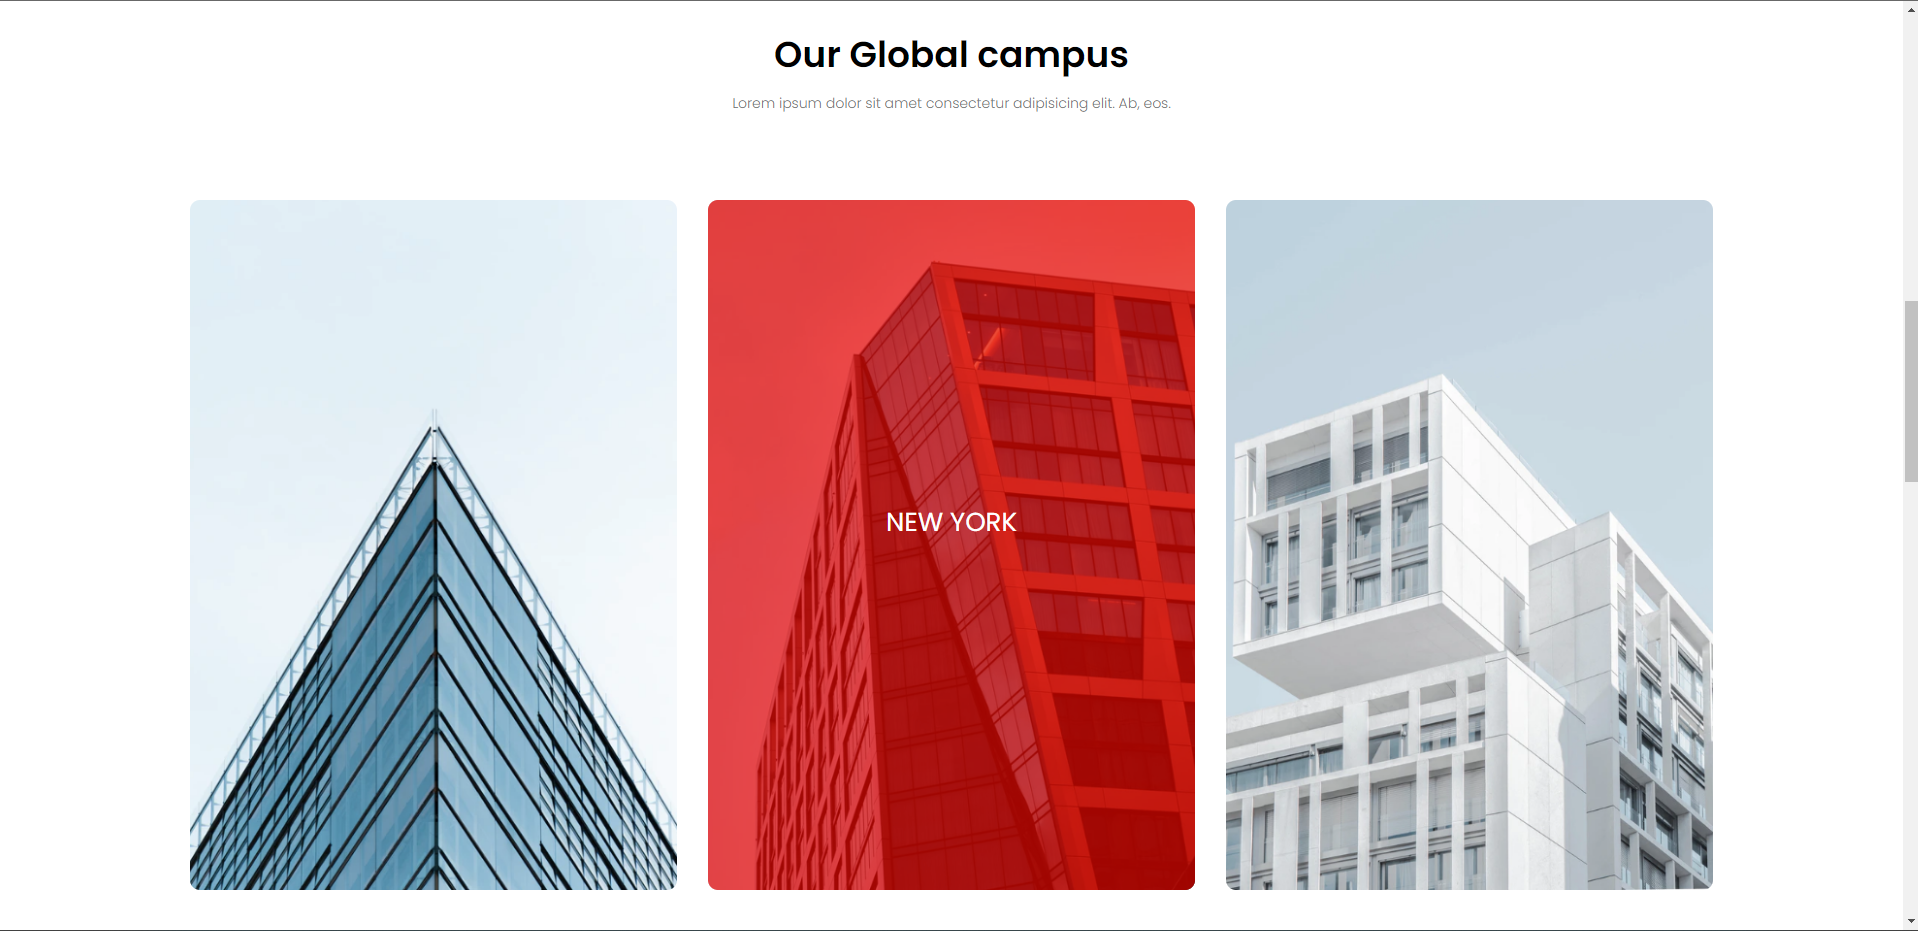 Our Global campus
Lorem ipsum dolor sit amet consectetur adipisicing elit. Ab, eos.
NEW YORK